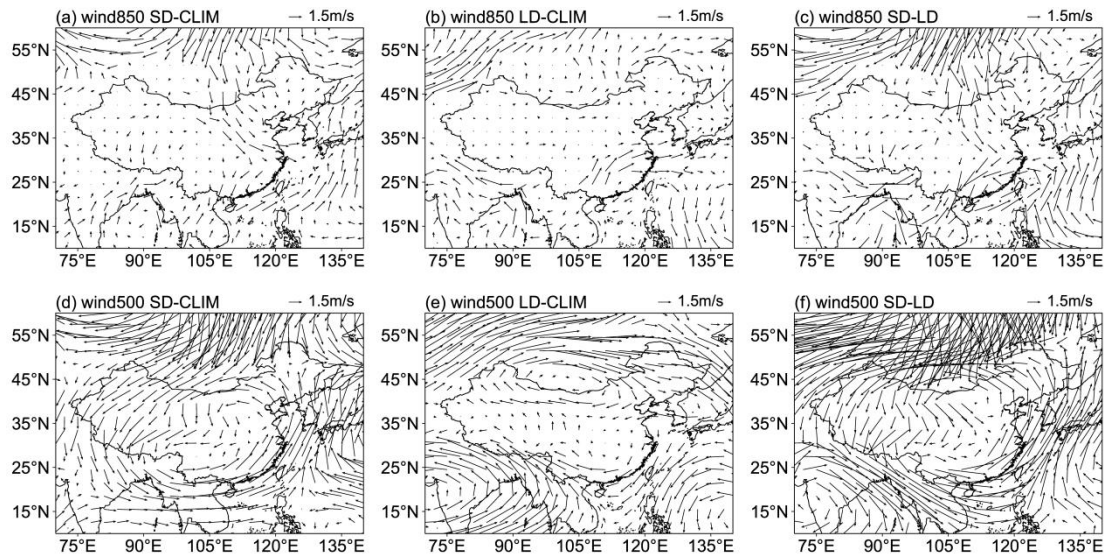 (a) wind850 SD-CLIM → 1.5m/s
(b) wind850 LD-CLIM → 1.5m/s
(c) wind850 SD-LD → 1.5m/s
55°N 55°N 55°N
45°N 45°N 45°N
35°N 35°N 35°N
25°N 25°N 25°N
15°N 15°N 15°N
75°E 90°E 105°E 120°E 135°E 75°E 90°E 105°E 120°E 135°E 75°E 90°E 105°E 120°E 135°E
(d) wind500 SD-CLIM → 1.5m/s
(e) wind500 LD-CLIM → 1.5m/s
(f) wind500 SD-LD → 1.5m/s
55°N 55°N 55°N
45°N 45°N 45°N
35°N 35°N 35°N
25°N 25°N 25°N
15°N 15°N 15°N
75°E 90°E 105°E 120°E 135°E 75°E 90°E 105°E 120°E 135°E 75°E 90°E 105°E 120°E 135°E